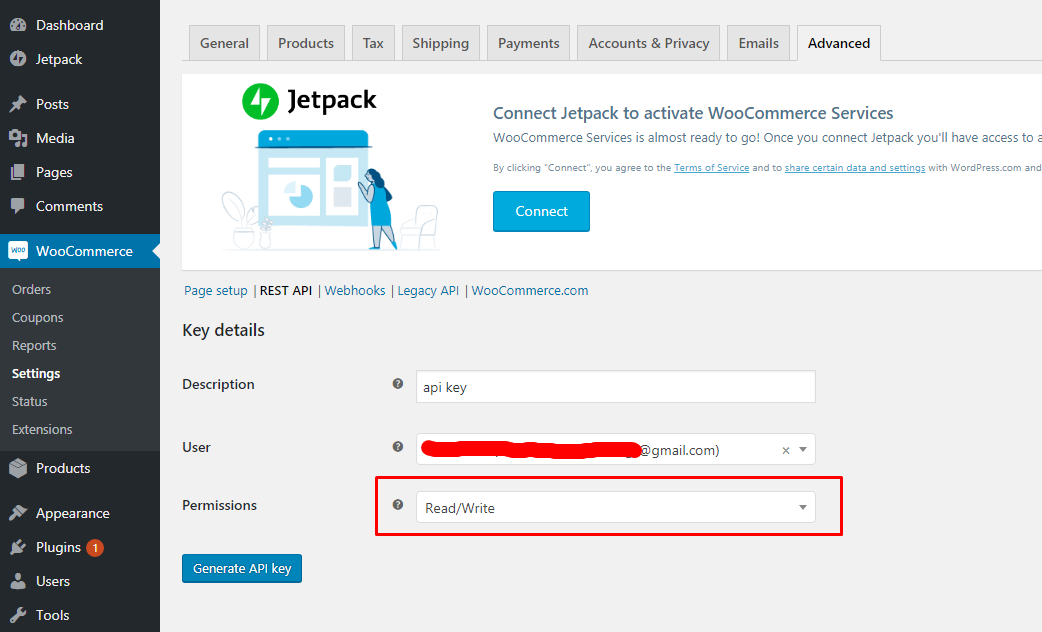 Dashboard
Jetpack
Posts
Media
Pages
Comments
WooCommerce
Orders
Coupons
Reports
Settings
Status
Extensions
Products
Appearance
Plugins 1
Users
Tools
General Products Tax Shipping Payments Accounts & Privacy Emails Advanced
Jetpack
Connect Jetpack to activate WooCommerce Services
WooCommerce Services is almost ready to go! Once you connect Jetpack you'll have access to a
By clicking "Connect", you agree to the Terms of Service and to share certain data and settings with WordPress.com and
Connect
Page setup | REST API | Webhooks | Legacy API | WooCommerce.com
Key details
Description ? api key
User ? @gmail.com) ×
Permissions ? Read/Write
Generate API key